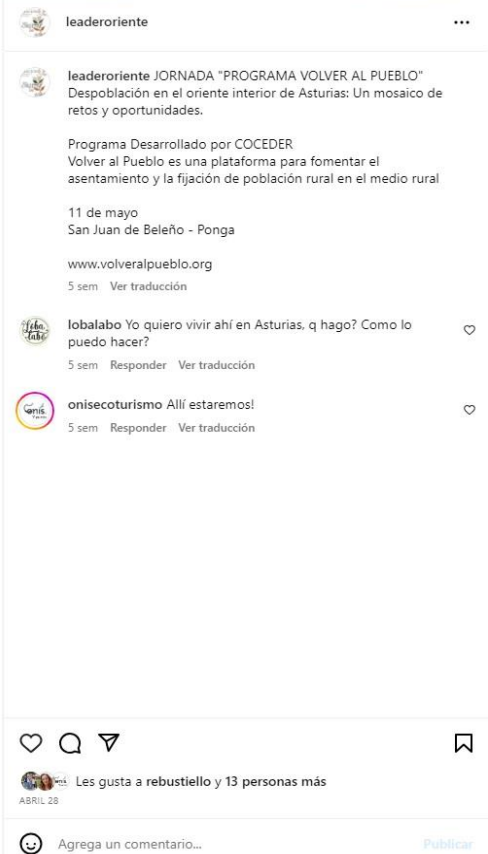 leaderoriente
leaderoriente JORNADA "PROGRAMA VOLVER AL PUEBLO"
Despoblación en el oriente interior de Asturias: Un mosaico de
retos y oportunidades.
Programa Desarrollado por COCEDER
Volver al Pueblo es una plataforma para fomentar el
asentamiento y la fijación de población rural en el medio rural
11 de mayo
San Juan de Beleño - Ponga
www.volveralpueblo.org
5 sem Ver traducción
lobalabo Yo quiero vivir ahí en Asturias, q hago? Como lo
puedo hacer?
5 sem Responder Ver traducción
onisecoturismo Allí estaremos!
5 sem Responder Ver traducción
Les gusta a rebustiello y 13 personas más
ABRIL 28
Agrega un comentario...
Publicar